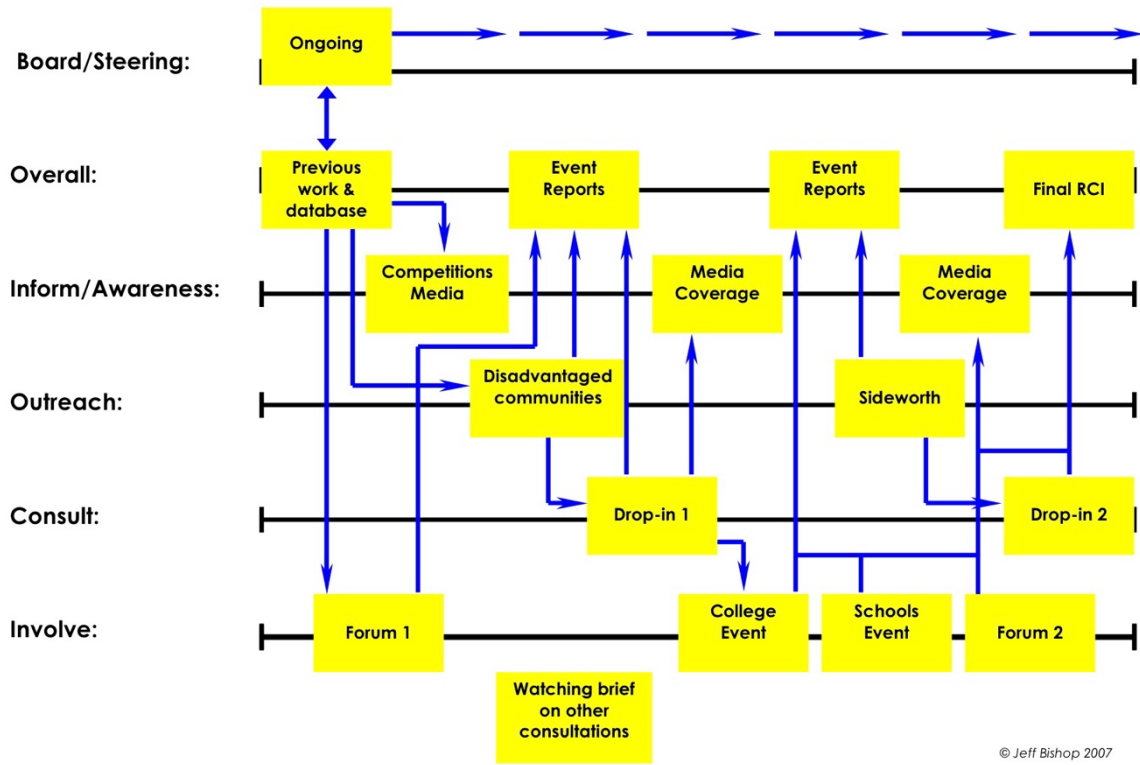 Board/Steering:
Ongoing
Overall:
Previous
work &
database
Event
Reports
Event
Reports
Final RCI
Inform/Awareness:
Competitions
Media
Media
Coverage
Media
Coverage
Outreach:
Disadvantaged
communities
Sideworth
Consult:
Drop-in 1
Drop-in 2
Involve:
Forum 1
College
Event
Schools
Event
Forum 2
Watching brief
on other
consultations
© Jeff Bishop 2007